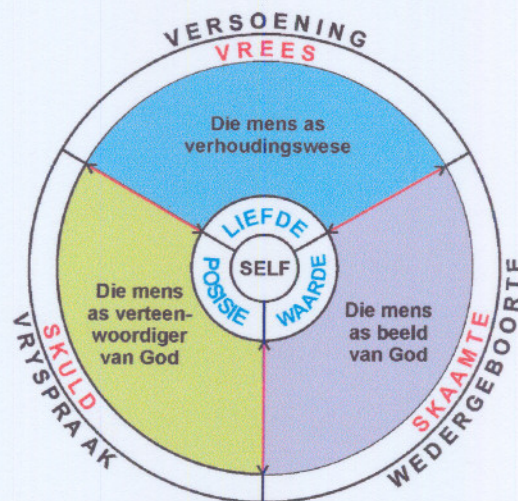 VERSOENING
VREES
Die mens as
verhoudingswese
LIEFDE
POSISIE
SELF
WAARDE
Die mens
as verteen-
woordiger
van God
Die mens
as beeld
van God
SKULD
VRYSPRAAK
SKAAMTE
WEDERGEBOORTE